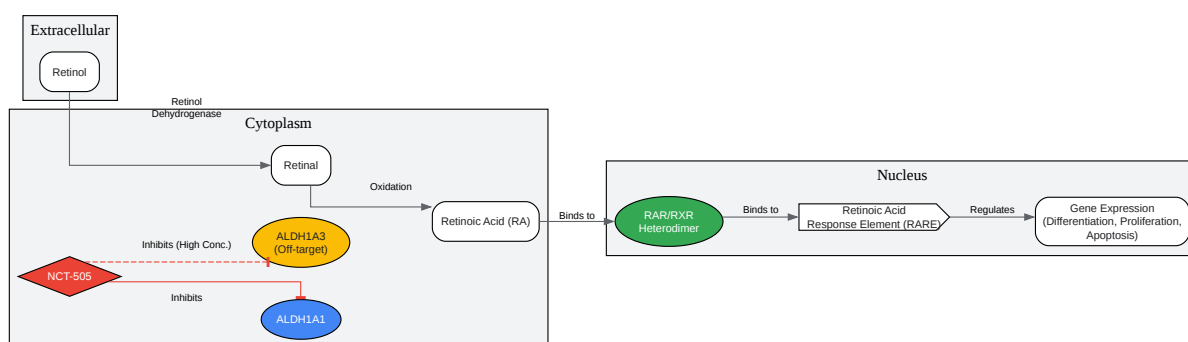 Extracellular
Retinol
Retinol
Dehydrogenase
Cytoplasm
Retinal
Oxidation
Retinoic Acid (RA)
Inhibits (High Conc.)
ALDH1A3
(Off-target)
NCT-505
Inhibits
ALDH1A1
Binds to
Nucleus
RAR/RXR
Heterodimer
Binds to
Retinoic Acid
Response Element (RARE)
Regulates
Gene Expression
(Differentiation, Proliferation,
Apoptosis)